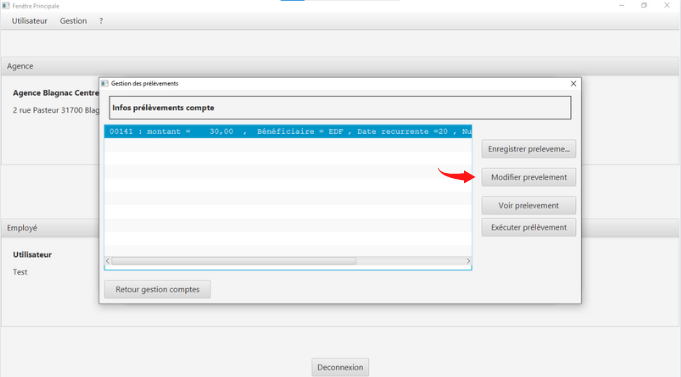 Fenêtre Principale
Utilisateur Gestion ?
Agence
Agence Blagnac Centre
2 rue Pasteur 31700 Blag
Gestion des prélèvements
Infos prélèvements compte
00141 : montant = 30,00 , Bénéficiaire = EDF , Date recurrente =20 , Nu
Enregistrer preleveme...
Modifier prevelement
Voir prelevement
Exécuter prélèvement
Retour gestion comptes
Employé
Utilisateur
Test
Deconnexion